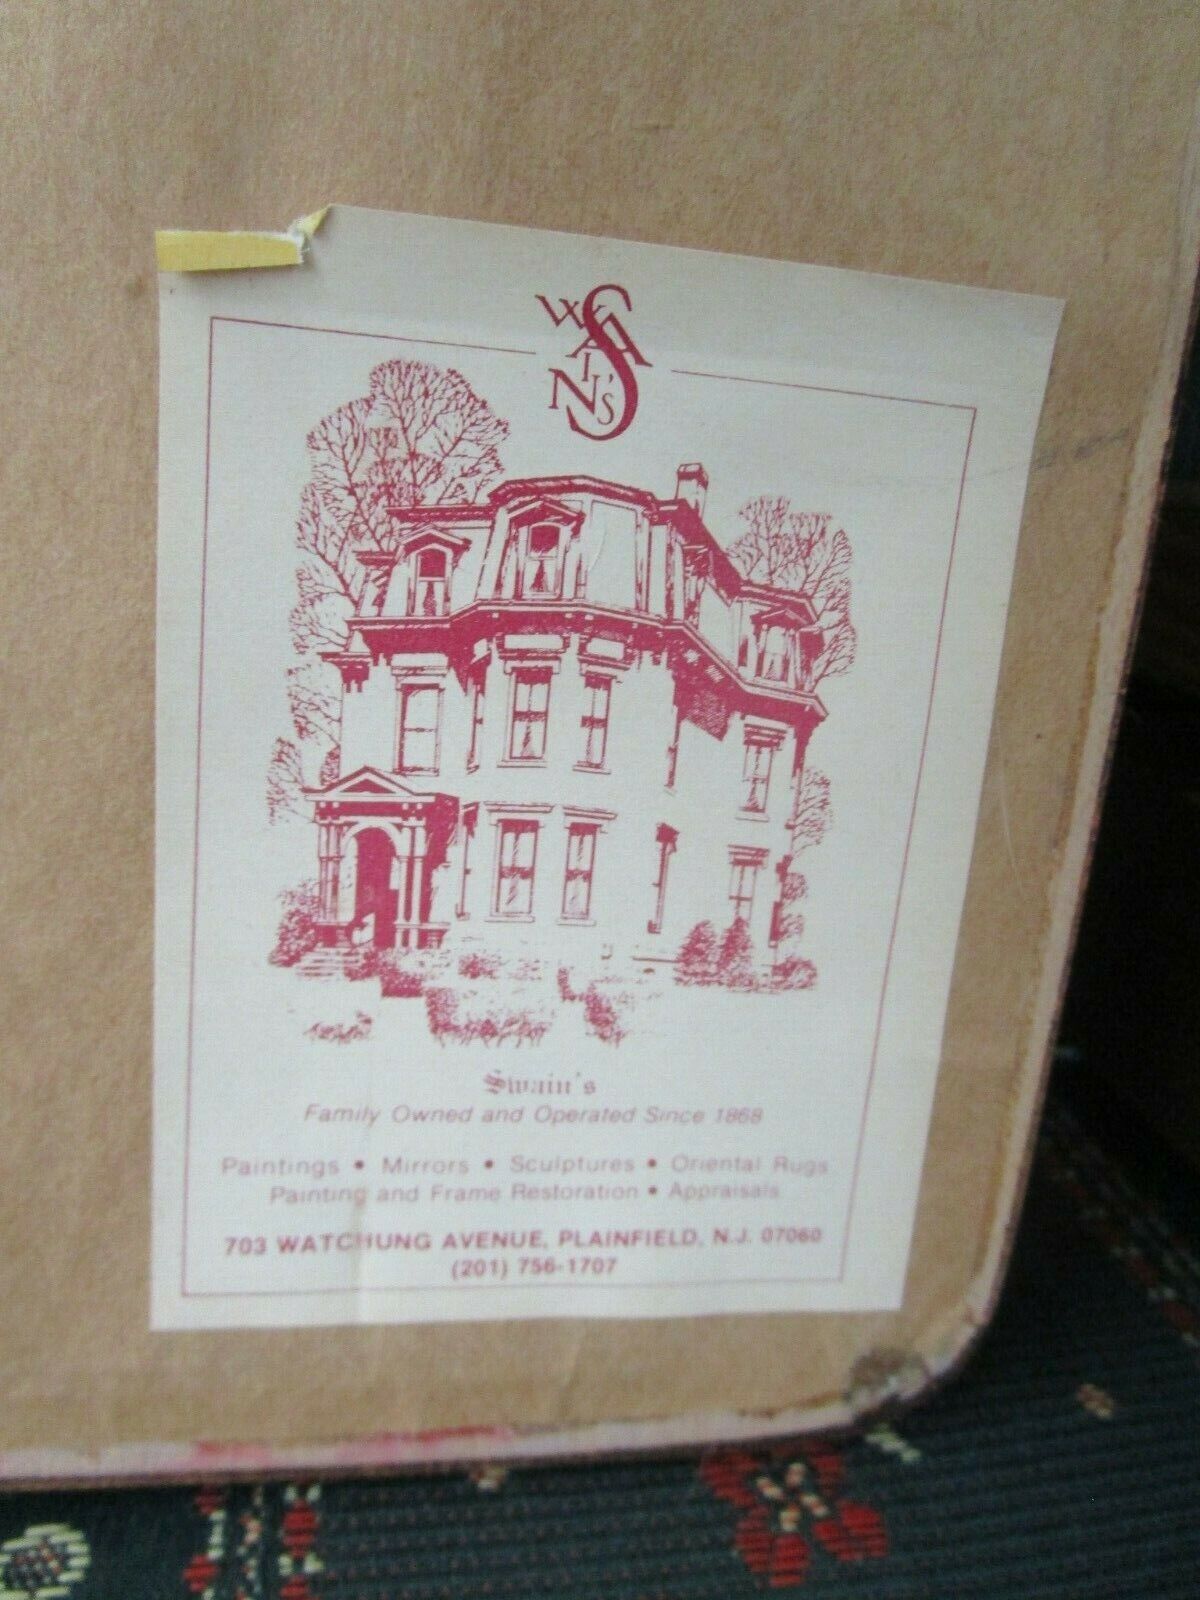 SWAIN'S
Swain's
Family Owned and Operated Since 1868
Paintings • Mirrors • Sculptures • Oriental Rugs
Painting and Frame Restoration • Appraisals
703 WATCHUNG AVENUE, PLAINFIELD, N.J. 07060
(201) 756-1707